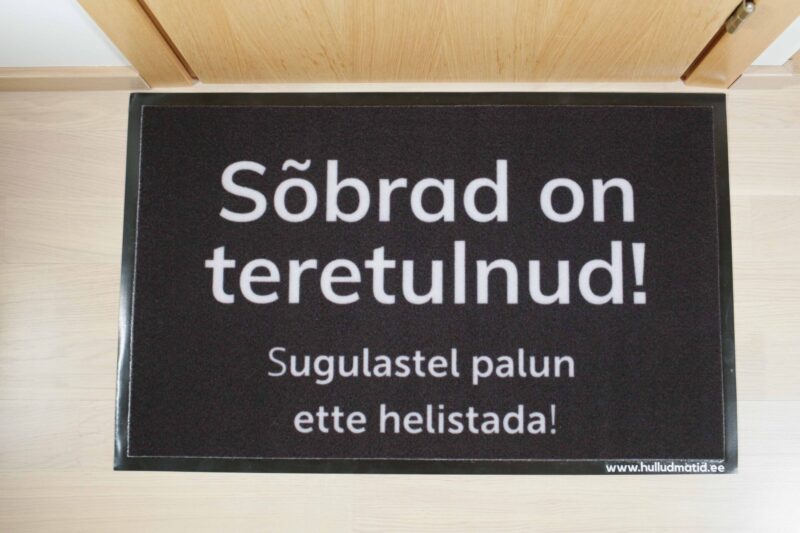 Sõbrad on
teretulnud!
Sugulastel palun
ette helistada!
www.hulludmatid.ee